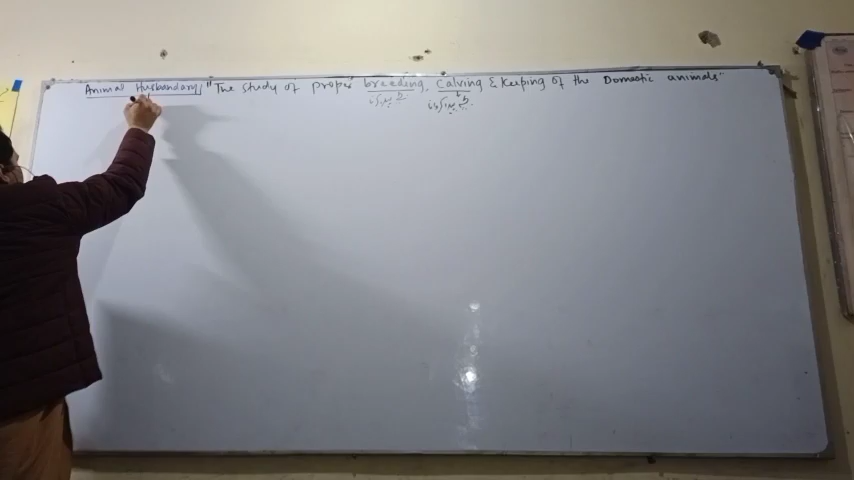 Animal Husbandary "The study of proper breeding, Calving & Keeping of the Domestic animals"